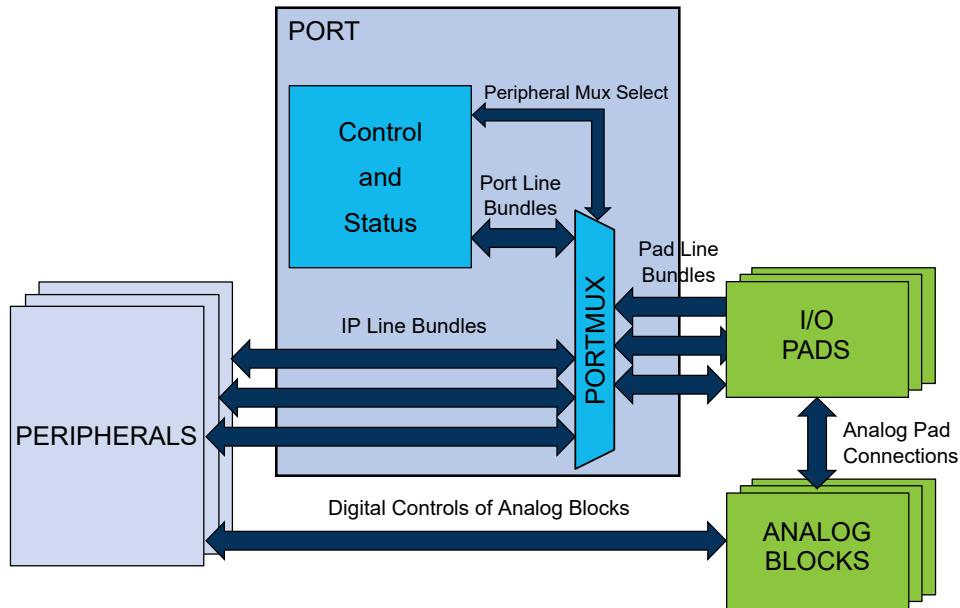 PORT
Peripheral Mux Select
Control
and
Status
Port Line
Bundles
Pad Line
Bundles
PORTMUX
IP Line Bundles
I/O
PADS
PERIPHERALS
Analog Pad
Connections
Digital Controls of Analog Blocks
ANALOG
BLOCKS